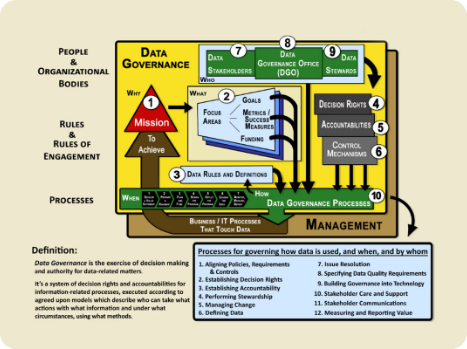 PEOPLE
&
ORGANIZATIONAL
BODIES
RULES
&
RULES OF
ENGAGEMENT
PROCESSES
DATA
GOVERNANCE
7
DATA
STAKEHOLDERS
8
DATA
GOVERNANCE OFFICE
(DGO)
9
DATA
STEWARDS
WHO
WHY
1
Mission
To
Achieve
WHAT
2
FOCUS
AREAS
GOALS
METRICS /
SUCCESS
MEASURES
FUNDING
3
DATA RULES AND DEFINITIONS
DECISION RIGHTS
4
ACCOUNTABILITIES
5
CONTROL
MECHANISMS
6
WHEN
HOW
DATA GOVERNANCE PROCESSES
10
BUSINESS / IT PROCESSES
THAT TOUCH DATA
MANAGEMENT
Definition:
Data Governance is the exercise of decision making
and authority for data-related matters.
It's a system of decision rights and accountabilities for
information-related processes, executed according to
agreed upon models which describe who can take what
actions with what information and under what
circumstances, using what methods.
Processes for governing how data is used, and when, and by whom
1. Aligning Policies, Requirements
& Controls
2. Establishing Decision Rights
3. Establishing Accountability
4. Performing Stewardship
5. Managing Change
6. Defining Data
7. Issue Resolution
8. Specifying Data Quality Requirements
9. Building Governance into Technology
10. Stakeholder Care and Support
11. Stakeholder Communications
12. Measuring and Reporting Value